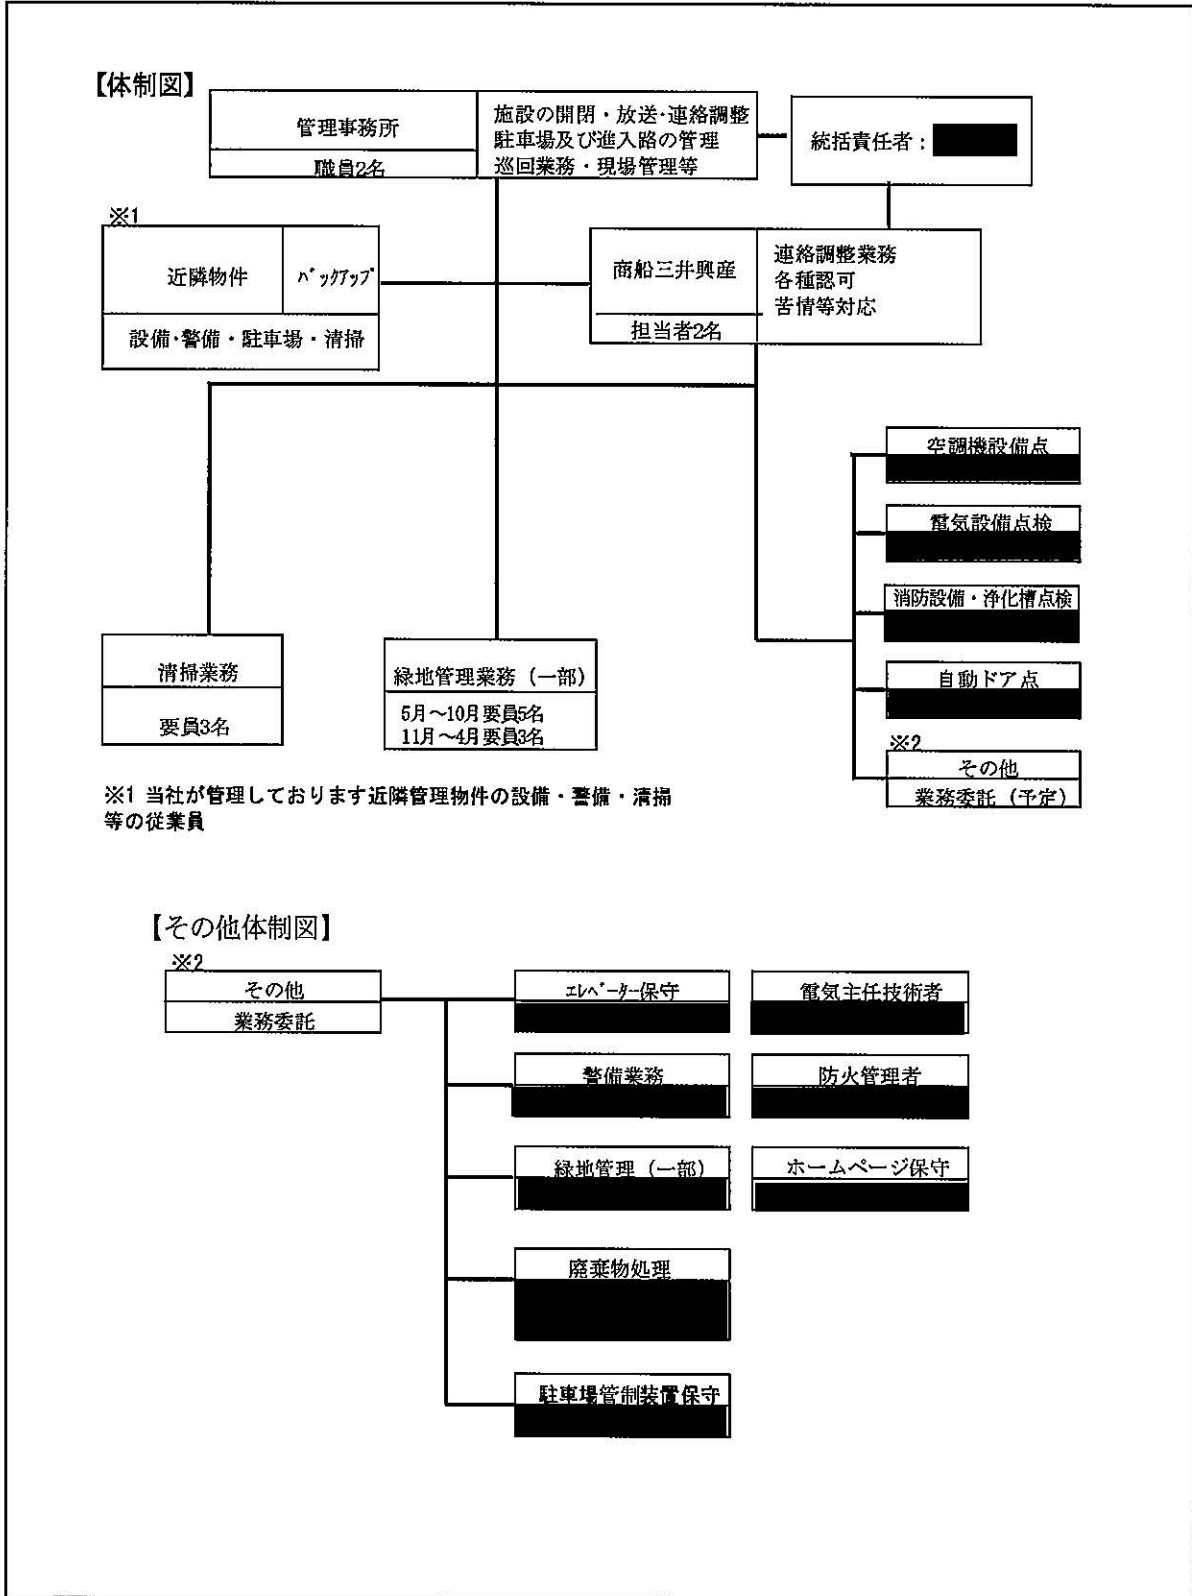 【体制図】
管理事務所
職員2名
施設の開閉・放送・連絡調整
駐車場及び進入路の管理
巡回業務・現場管理等
統括責任者：
※1
近隣物件
バックアップ
設備・警備・駐車場・清掃
商船三井興産
担当者2名
連絡調整業務
各種認可
苦情等対応
空調機設備点
電気設備点検
消防設備・浄化槽点検
自動ドア点
※2
その他
業務委託（予定）
清掃業務
要員3名
緑地管理業務（一部）
5月～10月要員5名
11月～4月要員3名
※1 当社が管理しております近隣管理物件の設備・警備・清掃
等の従業員
【その他体制図】
※2
その他
業務委託
エレベーター保守
電気主任技術者
警備業務
防火管理者
緑地管理（一部）
ホームページ保守
廃棄物処理
駐車場管制装置保守